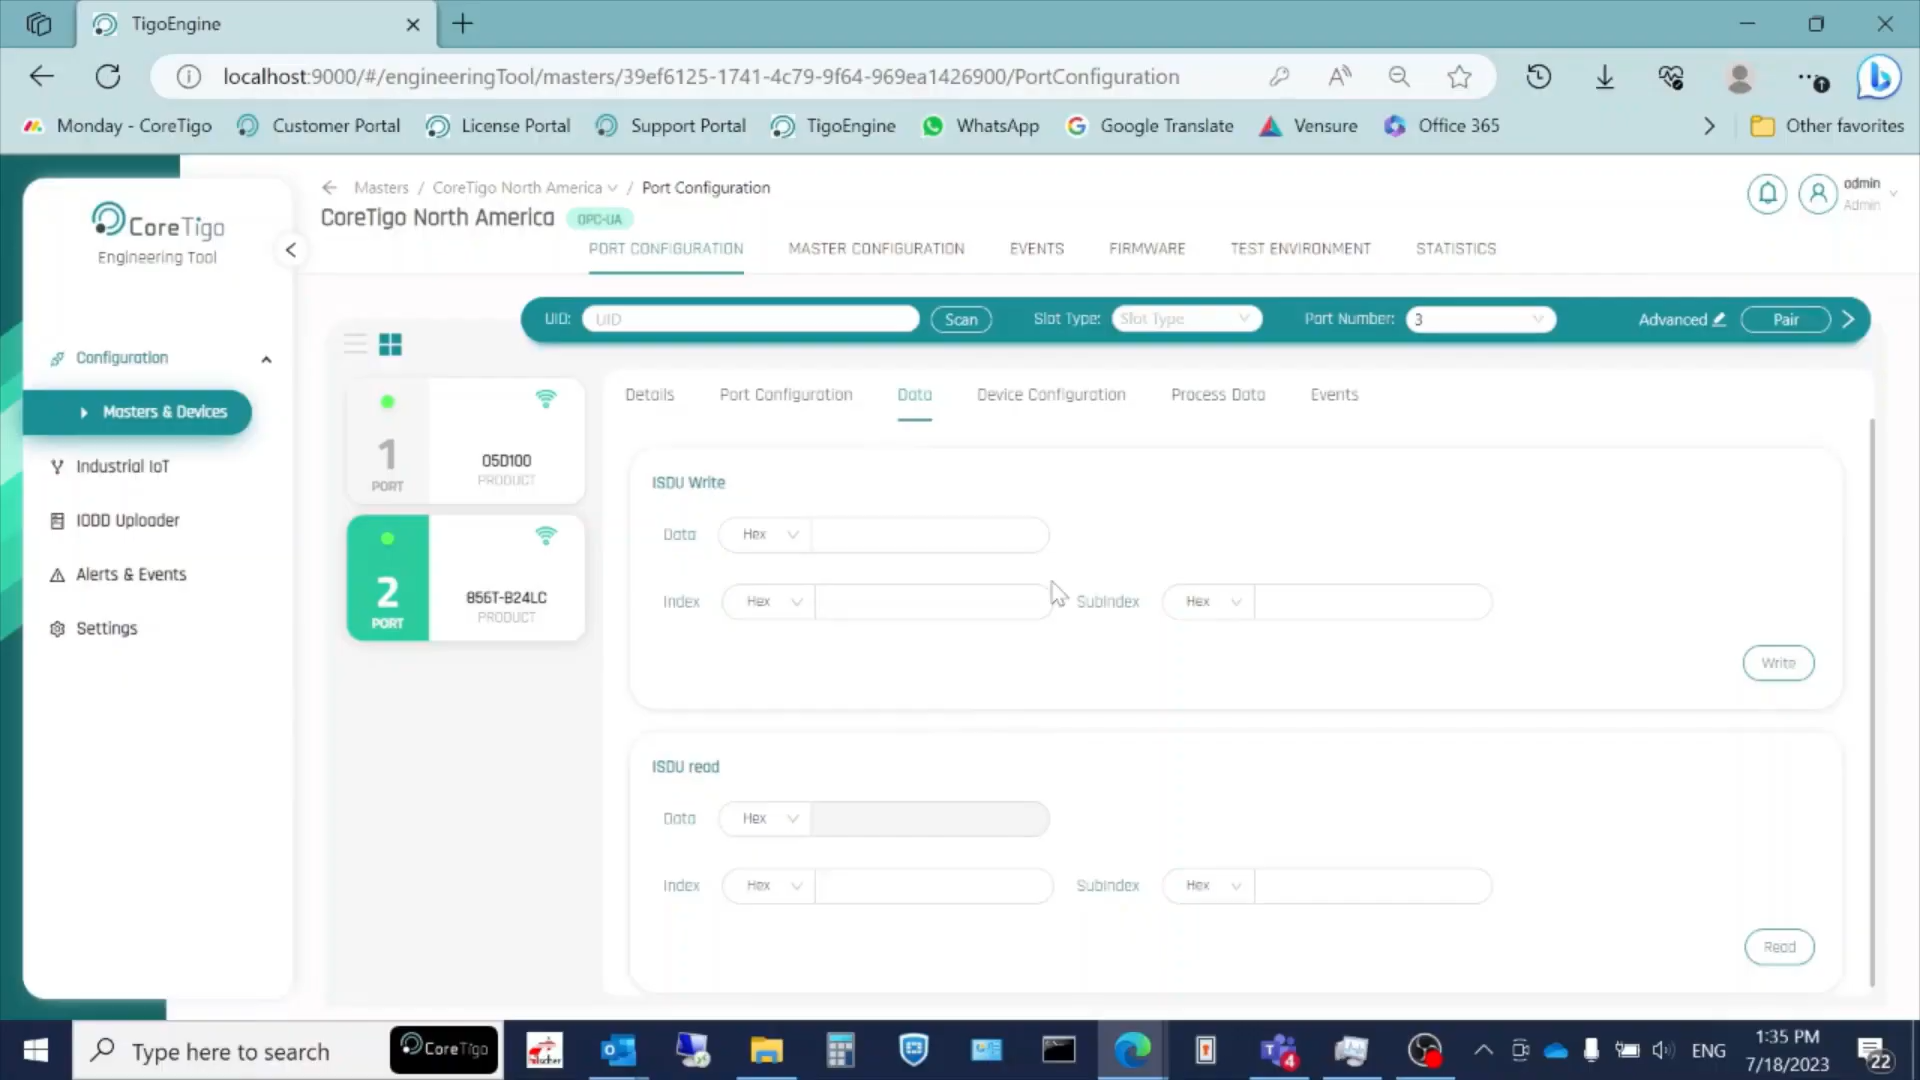 TigoEngine
localhost:9000/#/engineeringTool/masters/39ef6125-1741-4c79-9f64-969ea1426900/PortConfiguration
Monday - CoreTigo
Customer Portal
License Portal
Support Portal
TigoEngine
WhatsApp
Google Translate
Vensure
Office 365
Other favorites
CoreTigo
Engineering Tool
Configuration
Masters & Devices
Industrial IoT
IODD Uploader
Alerts & Events
Settings
Masters / CoreTigo North America / Port Configuration
CoreTigo North America OPC-UA
admin
Admin
PORT CONFIGURATION
MASTER CONFIGURATION
EVENTS
FIRMWARE
TEST ENVIRONMENT
STATISTICS
UID: UID Scan Slot Type: Slot Type Port Number: 3 Advanced Pair
1
PORT
O5D100
PRODUCT
2
PORT
856T-B24LC
PRODUCT
Details
Port Configuration
Data
Device Configuration
Process Data
Events
ISDU Write
Data Hex
Index Hex SubIndex Hex
Write
ISDU read
Data Hex
Index Hex SubIndex Hex
Read
Type here to search
CoreTigo
4
ENG
1:35 PM
7/18/2023
22